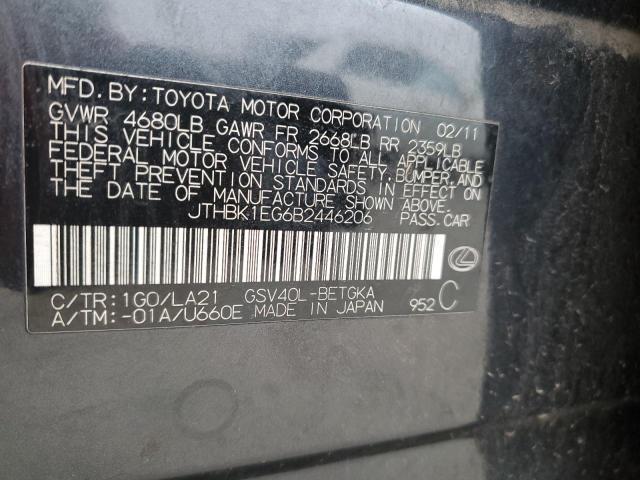 MFD. BY: TOYOTA MOTOR CORPORATION 02/11
GVWR 4680LB GAWR FR 2668LB RR 2359LB
THIS VEHICLE CONFORMS TO ALL APPLICABLE
FEDERAL MOTOR VEHICLE SAFETY, BUMPER, AND
THEFT PREVENTION STANDARDS IN EFFECT ON
THE DATE OF MANUFACTURE SHOWN ABOVE.
JTHBK1EG6B2446206 PASS.CAR
C/TR:1G0/LA21 GSV40L-BETGKA
A/TM:-01A/U660E MADE IN JAPAN 952 C